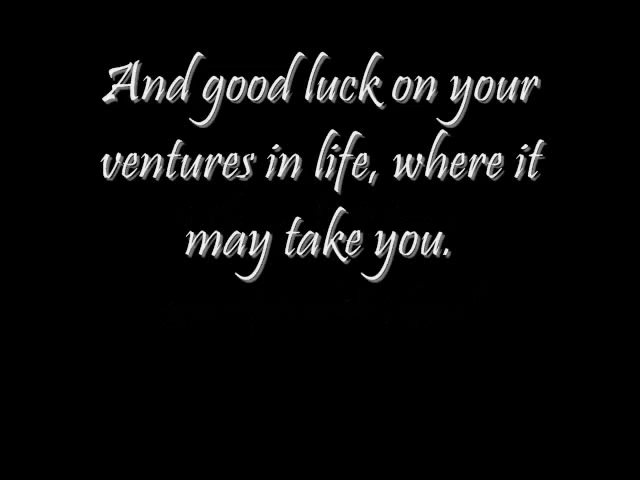 And good luck on your
ventures in life, where it
may take you.